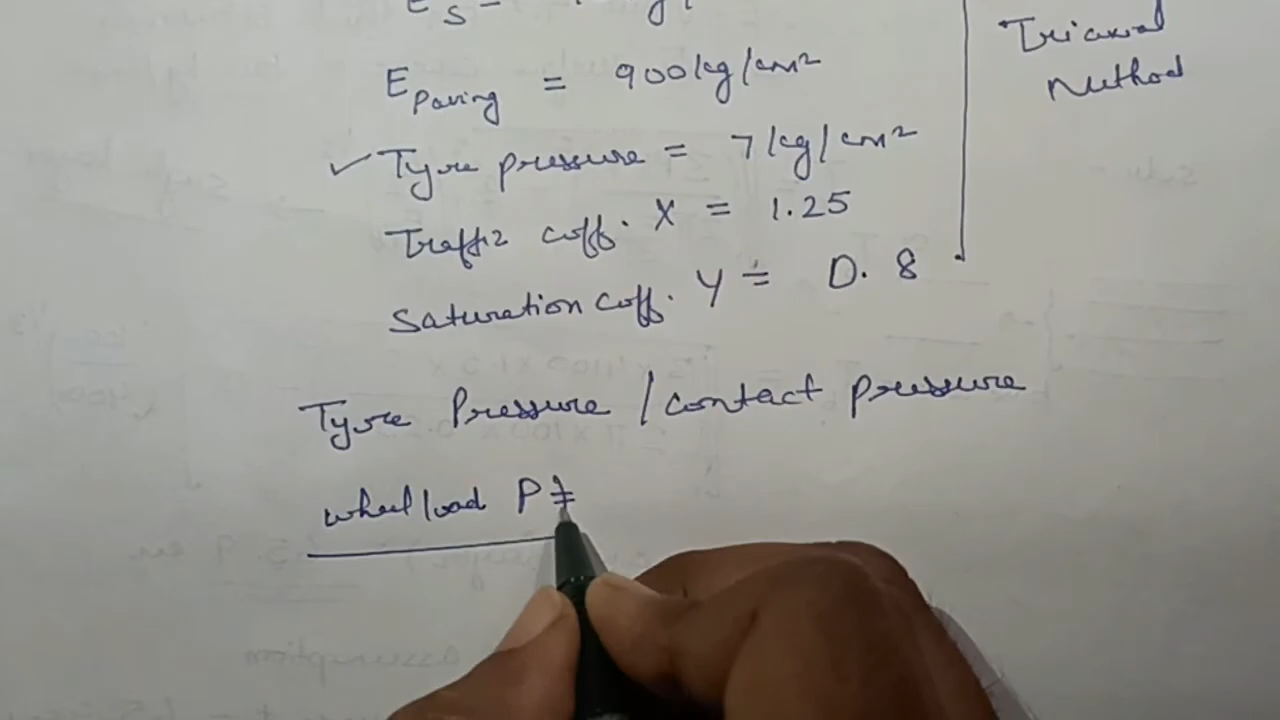 E Paving = 900 kg/cm²
✓ Tyre pressure = 7 kg/cm²
Traffiz coff. X = 1.25
Saturation coff. Y = 0.8
Triaxial
Method
Tyre Pressure / contact pressure
wheel load P =